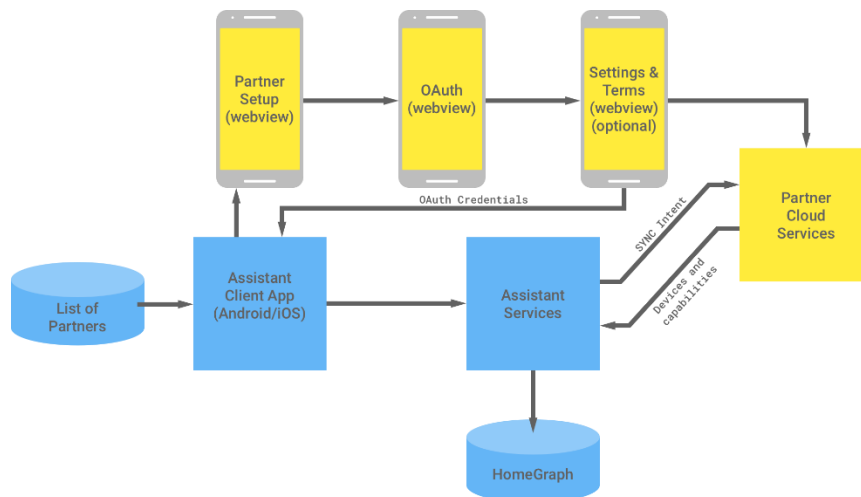 Partner
Setup
(webview)
OAuth
(webview)
Settings &
Terms
(webview)
(optional)
OAuth Credentials
SYNC Intent
Partner
Cloud
Services
Devices and
capabilities
List of
Partners
Assistant
Client App
(Android/iOS)
Assistant
Services
HomeGraph